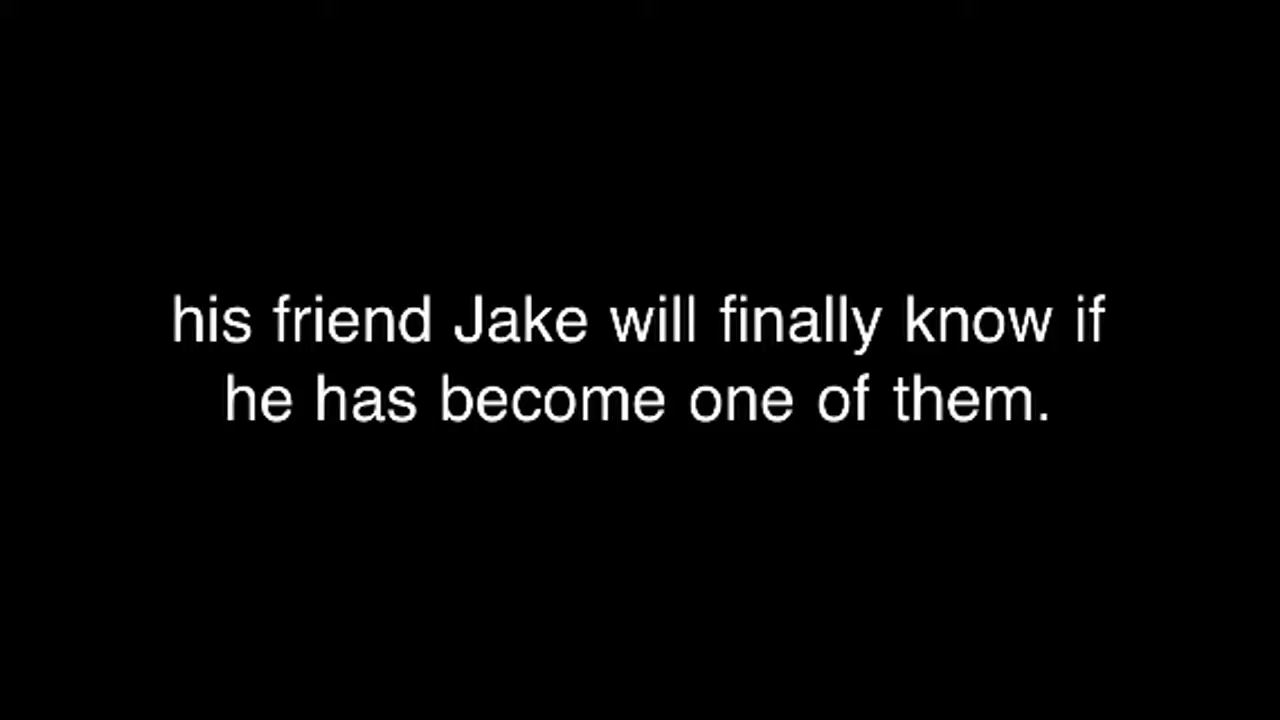 his friend Jake will finally know if
he has become one of them.